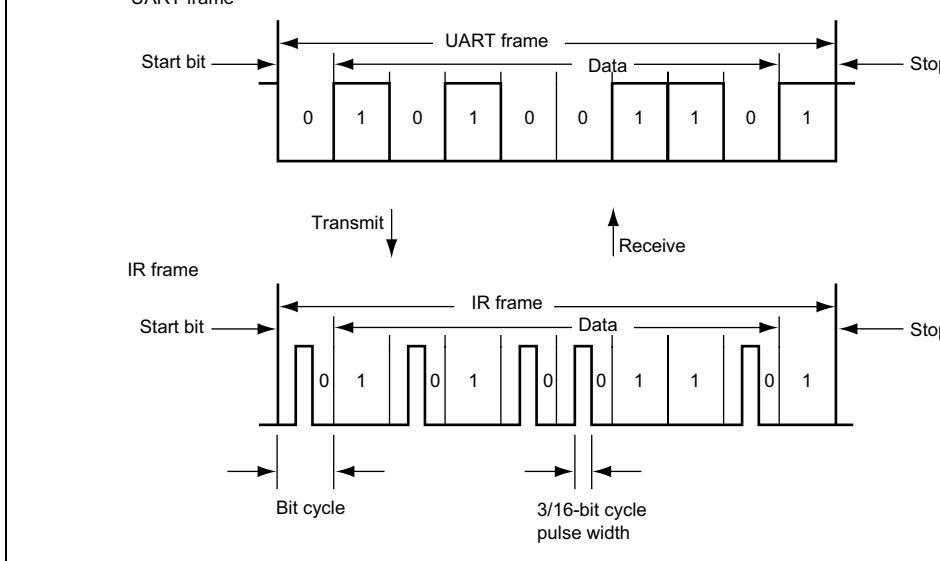 UART frame
UART frame
Start bit
Data
Stop
0 1 0 1 0 0 1 1 0 1
Transmit
Receive
IR frame
IR frame
Start bit
Data
Stop
0 1 0 1 0 0 1 1 0 1
Bit cycle
3/16-bit cycle
pulse width